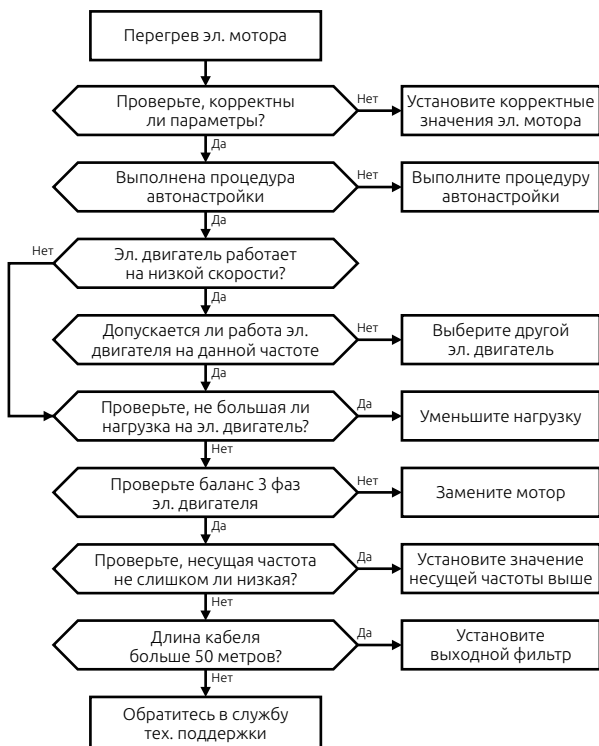 Перегрев эл. мотора
Проверьте, корректны
ли параметры?
Нет
Установите корректные
значения эл. мотора
Да
Выполнена процедура
автонастройки
Нет
Выполните процедуру
автонастройки
Да
Нет
Эл. двигатель работает
на низкой скорости?
Да
Допускается ли работа эл.
двигателя на данной частоте
Нет
Выберите другой
эл. двигатель
Да
Проверьте, не большая ли
нагрузка на эл. двигатель?
Да
Уменьшите нагрузку
Нет
Проверьте баланс 3 фаз
эл. двигателя
Нет
Замените мотор
Да
Проверьте, несущая частота
не слишком ли низкая?
Да
Установите значение
несущей частоты выше
Нет
Длина кабеля
больше 50 метров?
Да
Установите
выходной фильтр
Нет
Обратитесь в службу
тех. поддержки